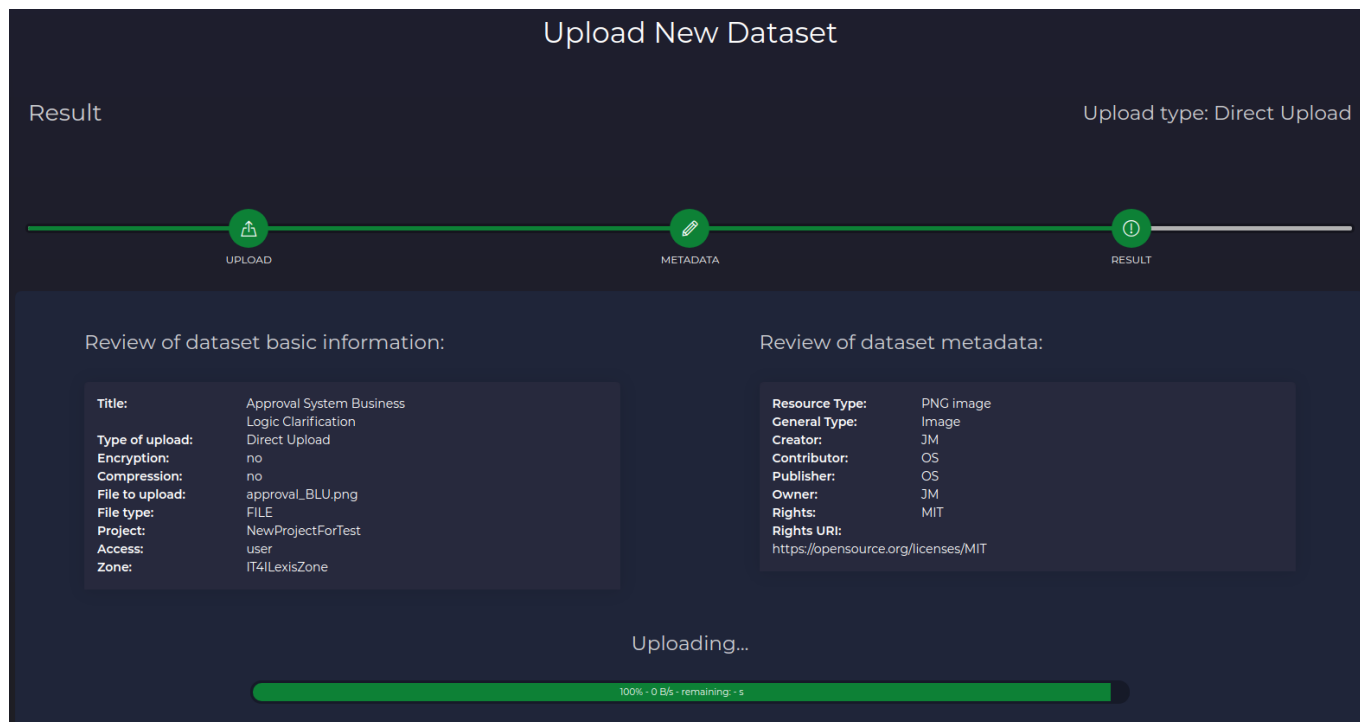 Upload New Dataset
Result
Upload type: Direct Upload
UPLOAD
METADATA
RESULT
Review of dataset basic information:
Title: Approval System Business
Logic Clarification
Type of upload: Direct Upload
Encryption: no
Compression: no
File to upload: approval_BLU.png
File type: FILE
Project: NewProjectForTest
Access: user
Zone: IT4ILexisZone
Review of dataset metadata:
Resource Type: PNG image
General Type: Image
Creator: JM
Contributor: OS
Publisher: OS
Owner: JM
Rights: MIT
Rights URI:
https://opensource.org/licenses/MIT
Uploading...
100% - 0 B/s - remaining: - s